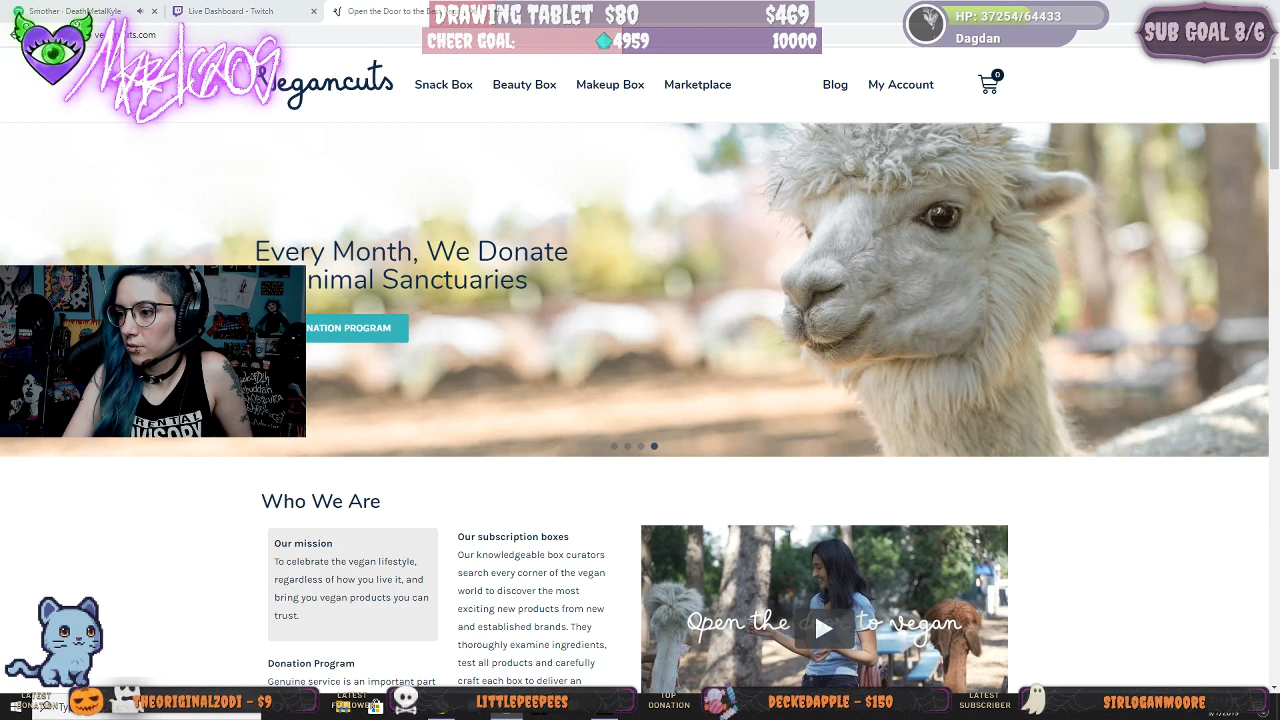 Smother - DeathMetalKyle
Live Dashboard - Twitch
DRAWING TABLET $80 $469
CHEER GOAL: 4959 10000
HP: 37254/64433
Dagdan
SUB GOAL 8/6
Vegancuts
Snack Box
Beauty Box
Makeup Box
Marketplace
Blog
My Account
0
Every Month, We Donate
nimal Sanctuaries
NATION PROGRAM
Who We Are
Our mission
To celebrate the vegan lifestyle,
regardless of how you live it, and
bring you vegan products you can
trust.
Donation Program
Genuine service is an important part
Our subscription boxes
Our knowledgeable box curators
search every corner of the vegan
world to discover the most
exciting new products from new
and established brands. They
thoroughly examine ingredients,
test all products and carefully
craft each box to deliver an
Open the door to vegan
LATEST DONATION
THEORIGINALZODI - $9
LATEST FOLLOWER
LITTLEPEEPEES
TOP DONATION
DECKEDAPPLE - $150
LATEST SUBSCRIBER
SIRLOGANMOORE